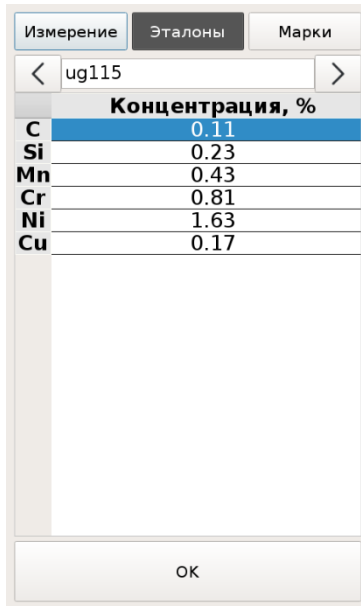 Измерение Эталоны Марки
ug115
Концентрация, %
C 0.11
Si 0.23
Mn 0.43
Cr 0.81
Ni 1.63
Cu 0.17
ОК